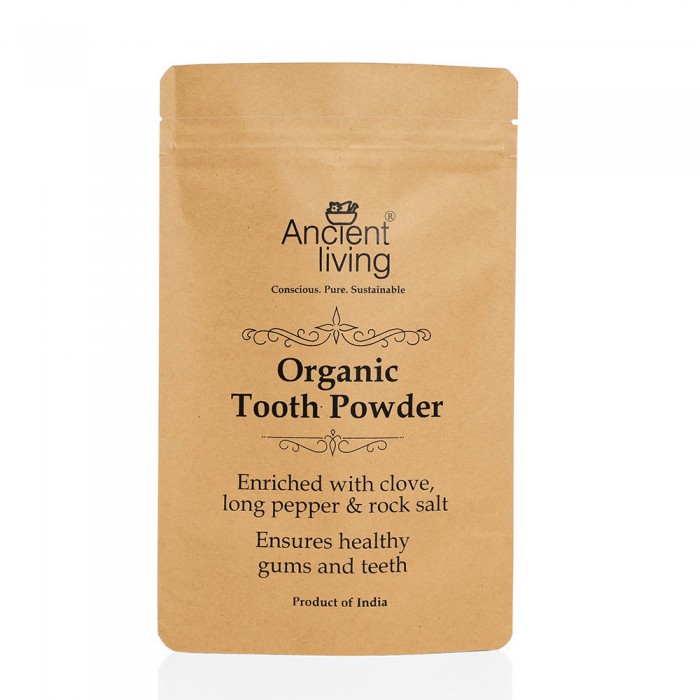 Ancient®
living
Conscious. Pure. Sustainable
Organic
Tooth Powder
Enriched with clove,
long pepper & rock salt
Ensures healthy
gums and teeth
Product of India